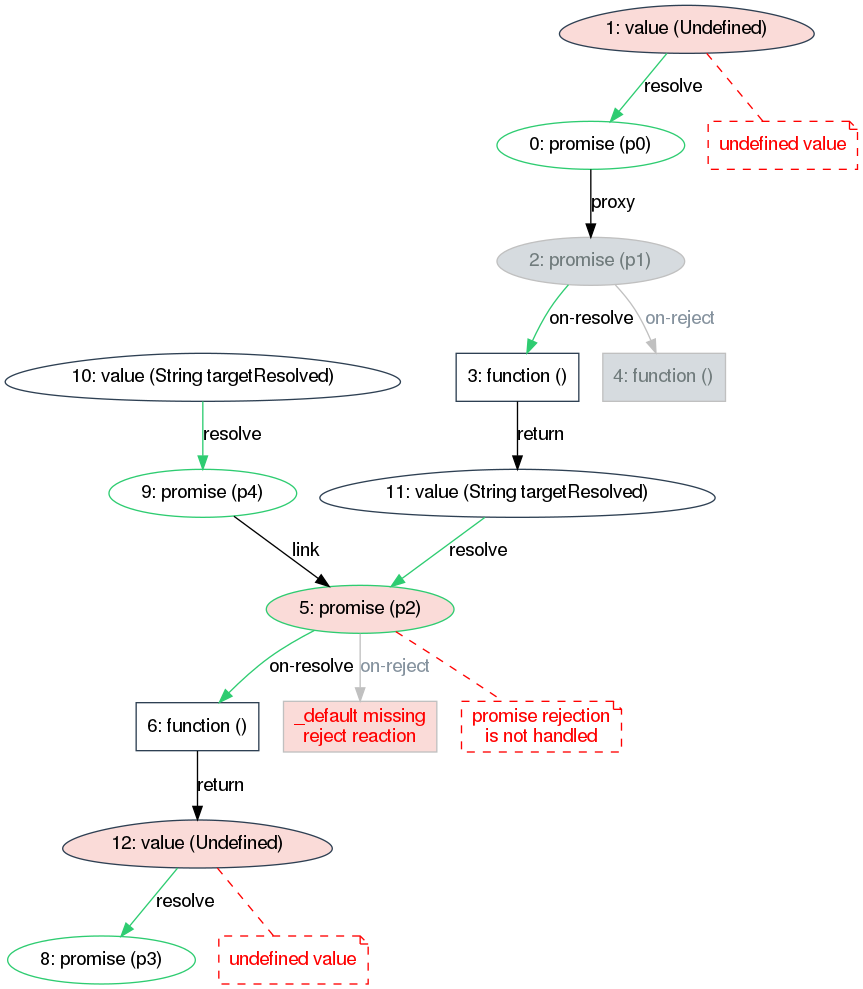 1: value (Undefined)
resolve
0: promise (p0)
undefined value
proxy
2: promise (p1)
on-resolve
on-reject
10: value (String targetResolved)
3: function ()
4: function ()
resolve
return
9: promise (p4)
11: value (String targetResolved)
link
resolve
5: promise (p2)
on-resolve
on-reject
6: function ()
_default missing
reject reaction
promise rejection
is not handled
return
12: value (Undefined)
resolve
8: promise (p3)
undefined value